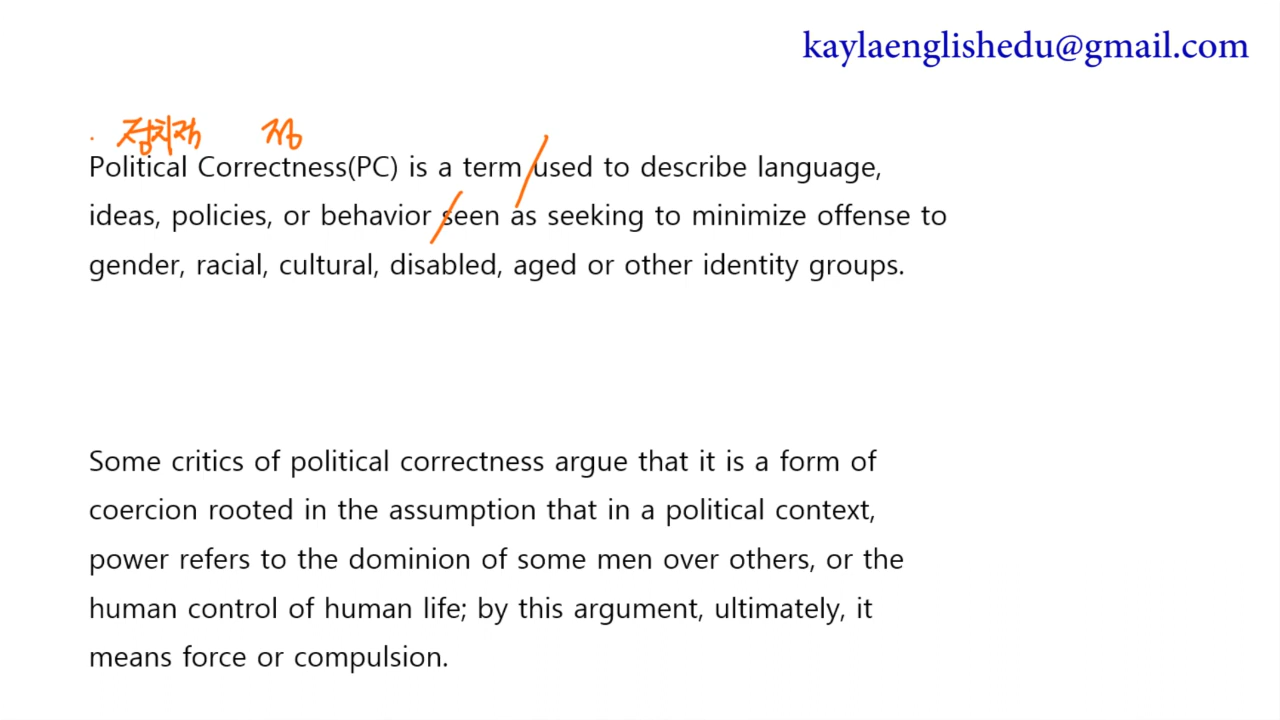 kaylaenglishedu@gmail.com
정치적
Political Correctness(PC) is a term used to describe language,
ideas, policies, or behavior seen as seeking to minimize offense to
gender, racial, cultural, disabled, aged or other identity groups.
Some critics of political correctness argue that it is a form of
coercion rooted in the assumption that in a political context,
power refers to the dominion of some men over others, or the
human control of human life; by this argument, ultimately, it
means force or compulsion.